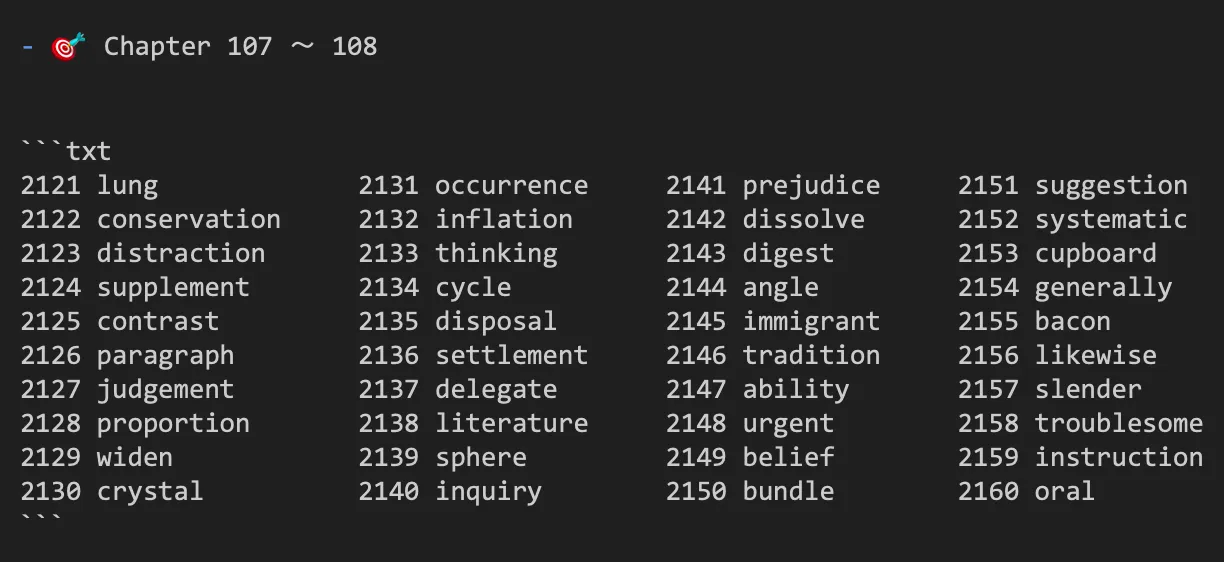 - 🎯 Chapter 107 ～ 108
```txt
2121 lung             2131 occurrence     2141 prejudice     2151 suggestion
2122 conservation     2132 inflation      2142 dissolve      2152 systematic
2123 distraction      2133 thinking       2143 digest        2153 cupboard
2124 supplement       2134 cycle          2144 angle         2154 generally
2125 contrast         2135 disposal       2145 immigrant     2155 bacon
2126 paragraph        2136 settlement     2146 tradition     2156 likewise
2127 judgement        2137 delegate       2147 ability       2157 slender
2128 proportion       2138 literature     2148 urgent        2158 troublesome
2129 widen            2139 sphere         2149 belief        2159 instruction
2130 crystal          2140 inquiry        2150 bundle        2160 oral
```